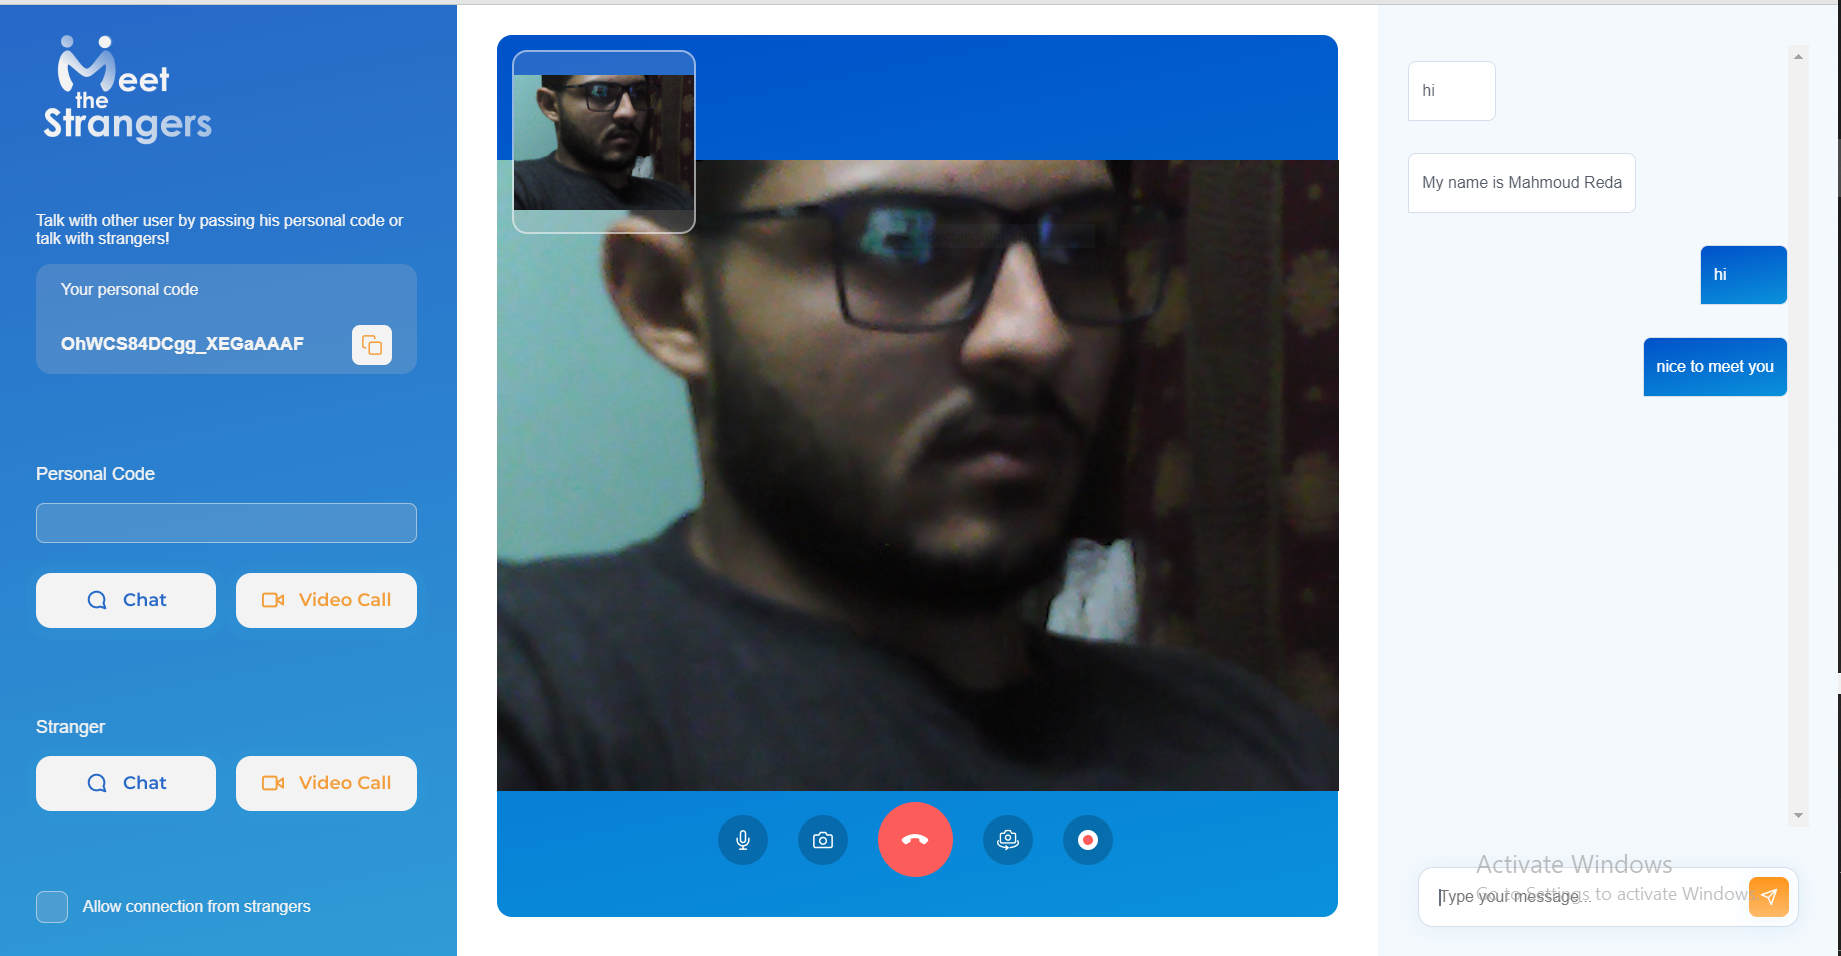 Meet
the
Strangers
Talk with other user by passing his personal code or
talk with strangers!
Your personal code
OhWCS84DCgg_XEGaAAAF
Personal Code
Chat
Video Call
Stranger
Chat
Video Call
Allow connection from strangers
hi
My name is Mahmoud Reda
hi
nice to meet you
Activate Windows
Go to Settings to activate Windows.
Type your message...